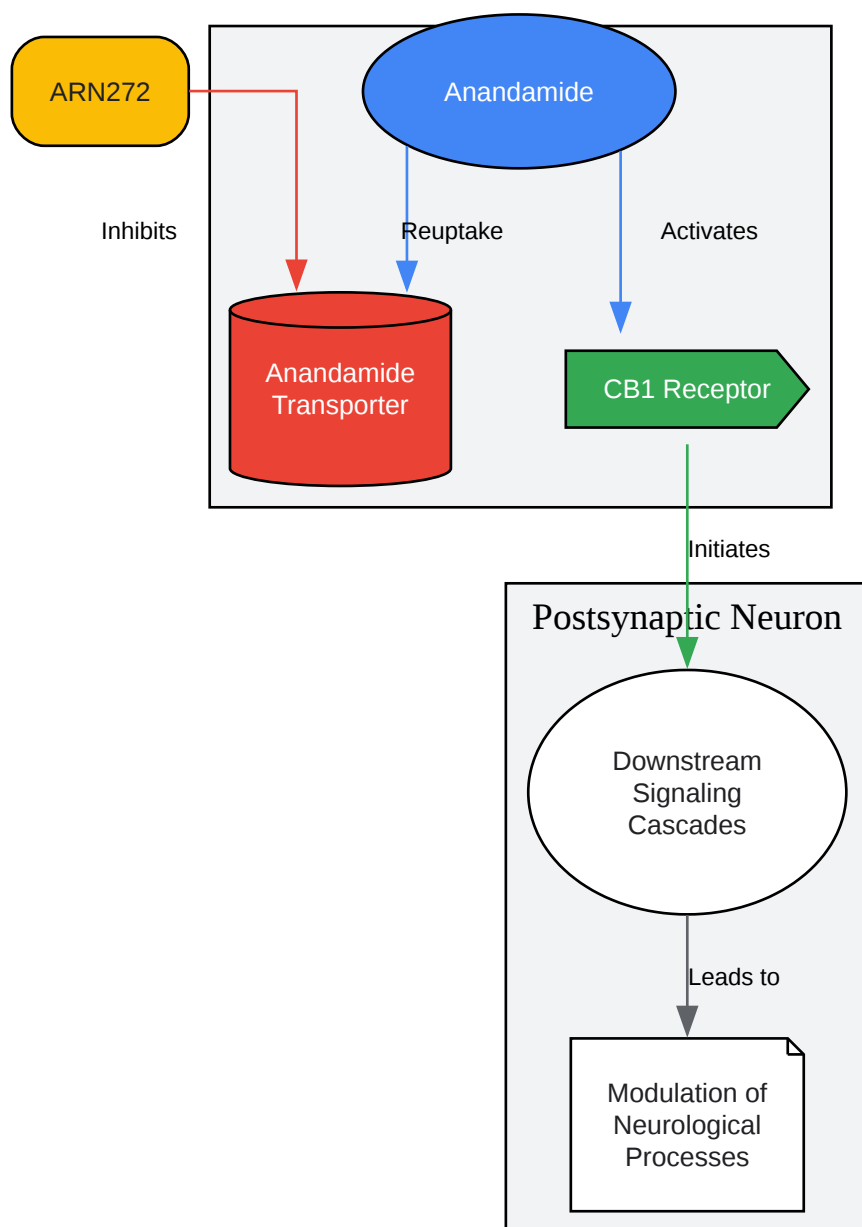 ARN272
Anandamide
Inhibits
Reuptake
Activates
Anandamide
Transporter
CB1 Receptor
Initiates
Postsynaptic Neuron
Downstream
Signaling
Cascades
Leads to
Modulation of
Neurological
Processes